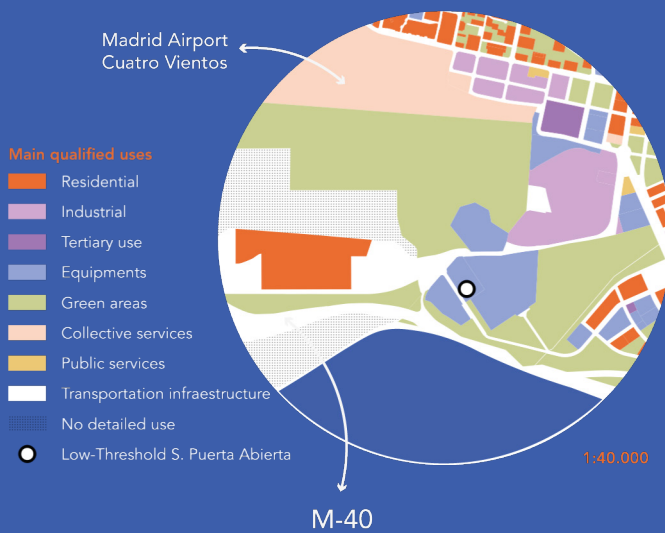 Madrid Airport
Cuatro Vientos
Main qualified uses
Residential
Industrial
Tertiary use
Equipments
Green areas
Collective services
Public services
Transportation infraestructure
No detailed use
Low-Threshold S. Puerta Abierta
1:40.000
M-40